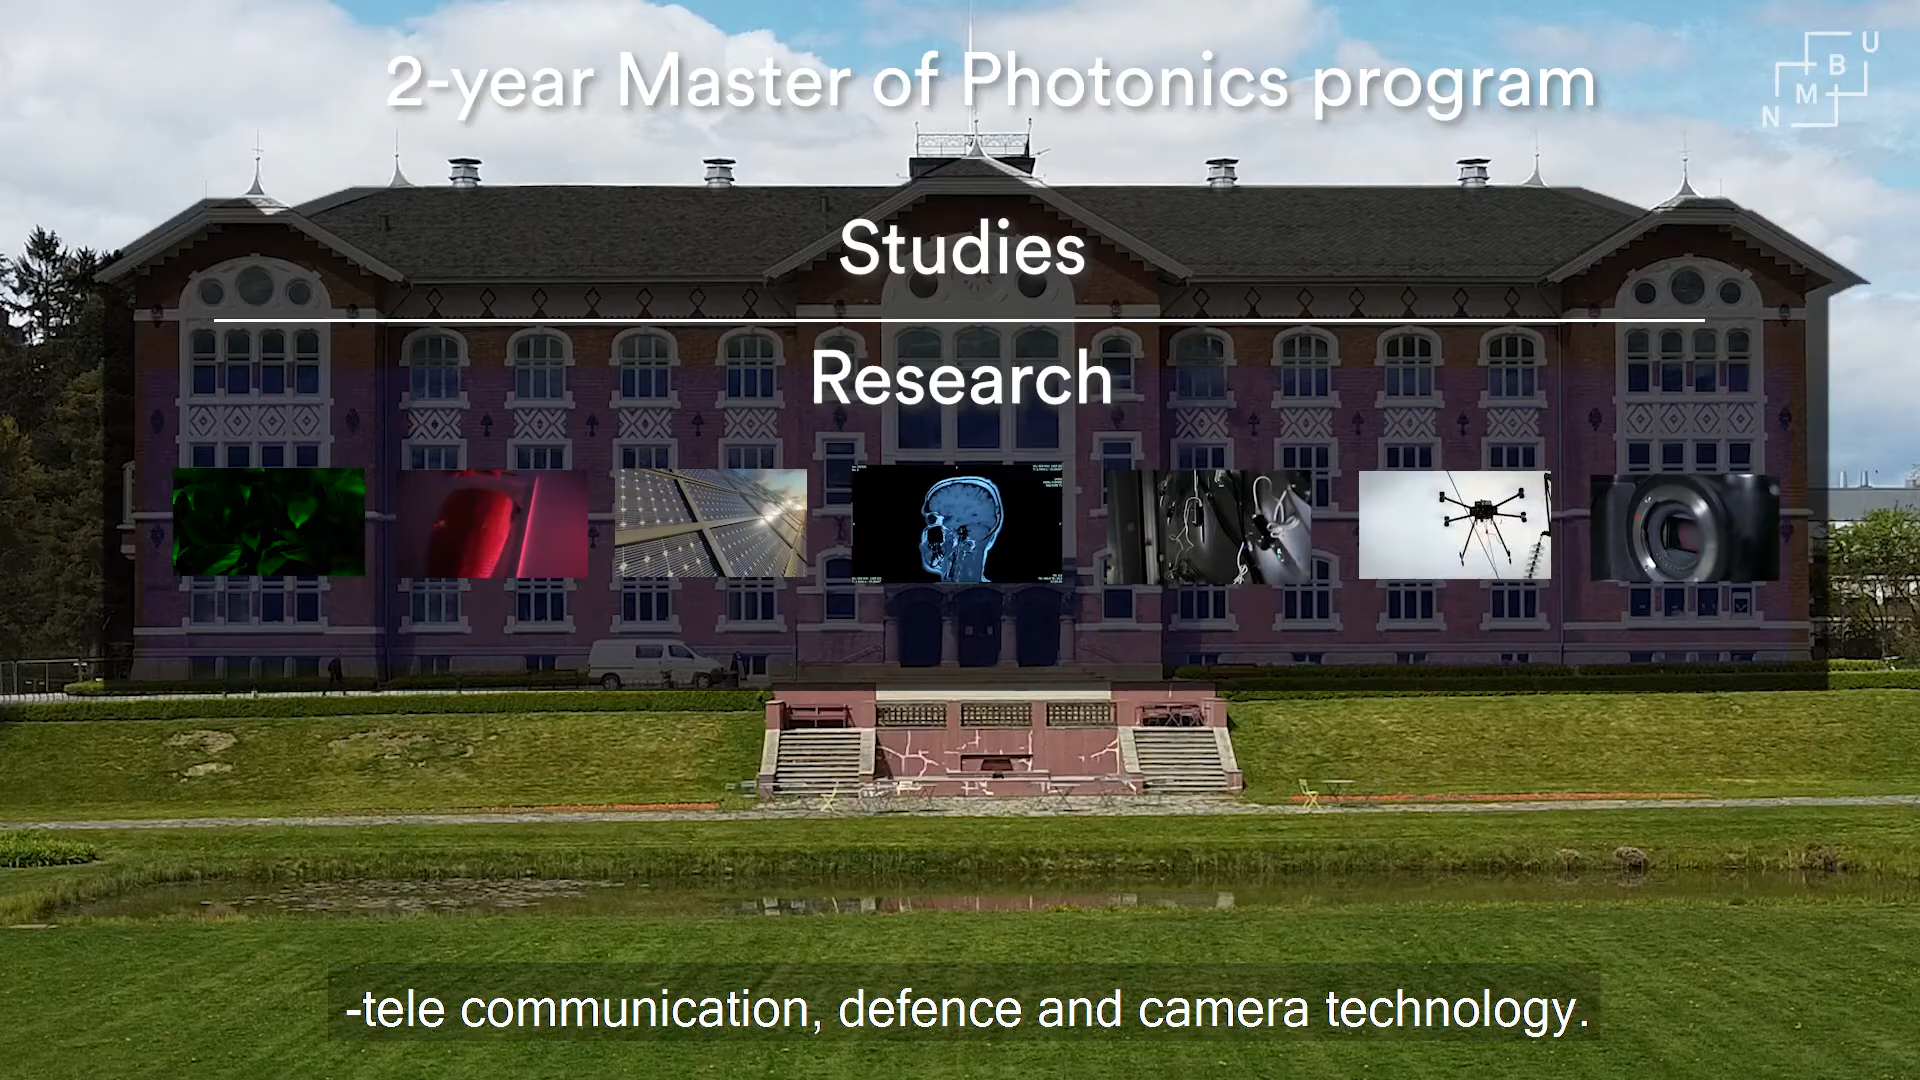 2-year Master of Photonics program
N M B U
Studies
Research
-tele communication, defence and camera technology.